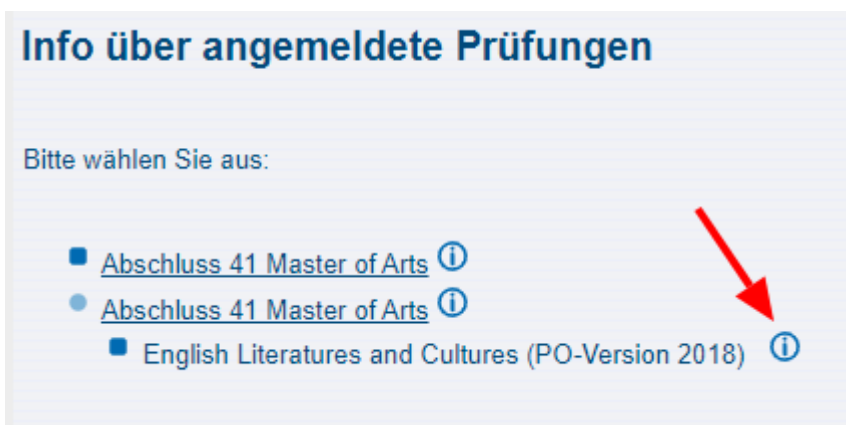 Info über angemeldete Prüfungen
Bitte wählen Sie aus:
Abschluss 41 Master of Arts
Abschluss 41 Master of Arts
English Literatures and Cultures (PO-Version 2018)